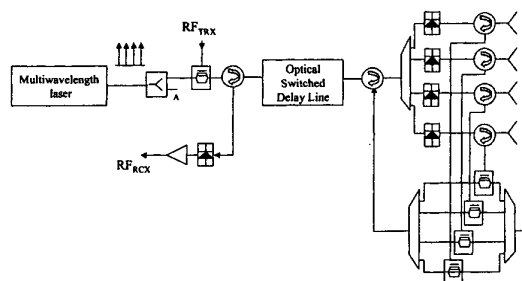 RF_TRX
Multiwavelength
laser
A
Optical
Switched
Delay Line
RF_RCX